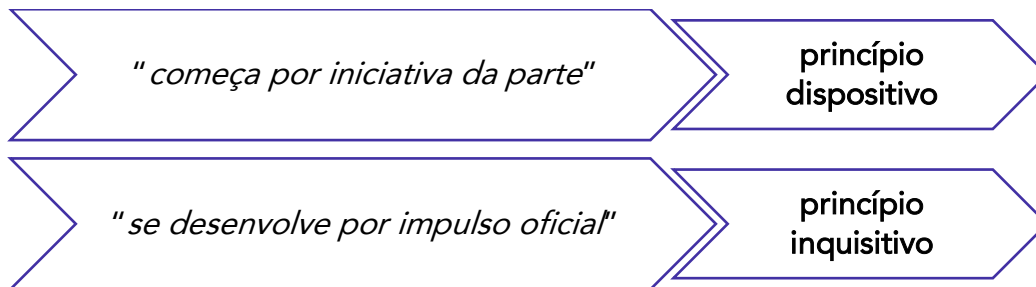 "começa por iniciativa da parte"
princípio
dispositivo
"se desenvolve por impulso oficial"
princípio
inquisitivo